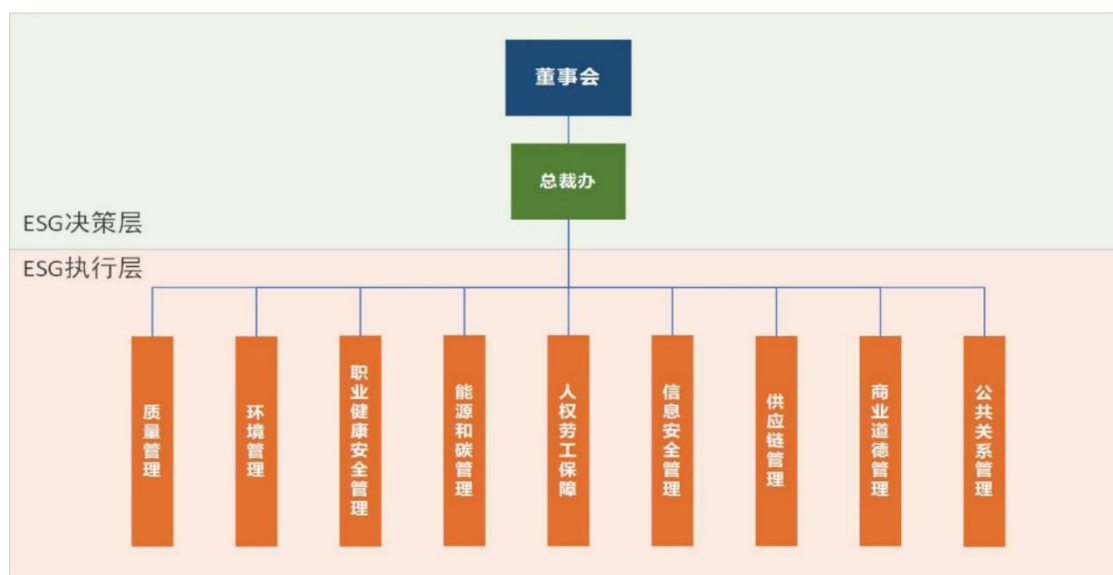 董事会
总裁办
ESG决策层
ESG执行层
质量管理
环境管理
职业健康安全管理
能源和碳管理
人权劳工保障
信息安全管理
供应链管理
商业道德管理
公共关系管理